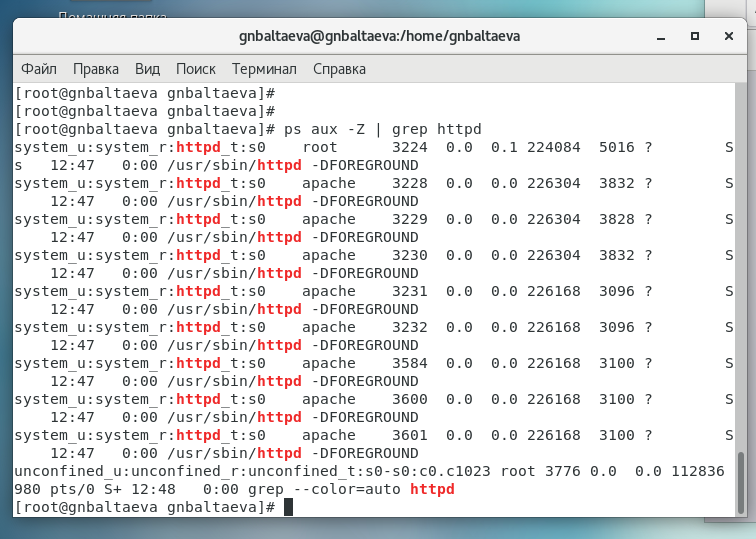 Домашняя папка
gnbaltaeva@gnbaltaeva:/home/gnbaltaeva
Файл Правка Вид Поиск Терминал Справка
[root@gnbaltaeva gnbaltaeva]#
[root@gnbaltaeva gnbaltaeva]#
[root@gnbaltaeva gnbaltaeva]# ps aux -Z | grep httpd
system_u:system_r:httpd_t:s0    root      3224  0.0  0.1 224084  5016 ?        S
s   12:47   0:00 /usr/sbin/httpd -DFOREGROUND
system_u:system_r:httpd_t:s0    apache    3228  0.0  0.0 226304  3832 ?        S
    12:47   0:00 /usr/sbin/httpd -DFOREGROUND
system_u:system_r:httpd_t:s0    apache    3229  0.0  0.0 226304  3828 ?        S
    12:47   0:00 /usr/sbin/httpd -DFOREGROUND
system_u:system_r:httpd_t:s0    apache    3230  0.0  0.0 226304  3832 ?        S
    12:47   0:00 /usr/sbin/httpd -DFOREGROUND
system_u:system_r:httpd_t:s0    apache    3231  0.0  0.0 226168  3096 ?        S
    12:47   0:00 /usr/sbin/httpd -DFOREGROUND
system_u:system_r:httpd_t:s0    apache    3232  0.0  0.0 226168  3096 ?        S
    12:47   0:00 /usr/sbin/httpd -DFOREGROUND
system_u:system_r:httpd_t:s0    apache    3584  0.0  0.0 226168  3100 ?        S
    12:47   0:00 /usr/sbin/httpd -DFOREGROUND
system_u:system_r:httpd_t:s0    apache    3600  0.0  0.0 226168  3100 ?        S
    12:47   0:00 /usr/sbin/httpd -DFOREGROUND
system_u:system_r:httpd_t:s0    apache    3601  0.0  0.0 226168  3100 ?        S
    12:47   0:00 /usr/sbin/httpd -DFOREGROUND
unconfined_u:unconfined_r:unconfined_t:s0-s0:c0.c1023 root 3776 0.0  0.0 112836
980 pts/0 S+ 12:48   0:00 grep --color=auto httpd
[root@gnbaltaeva gnbaltaeva]#